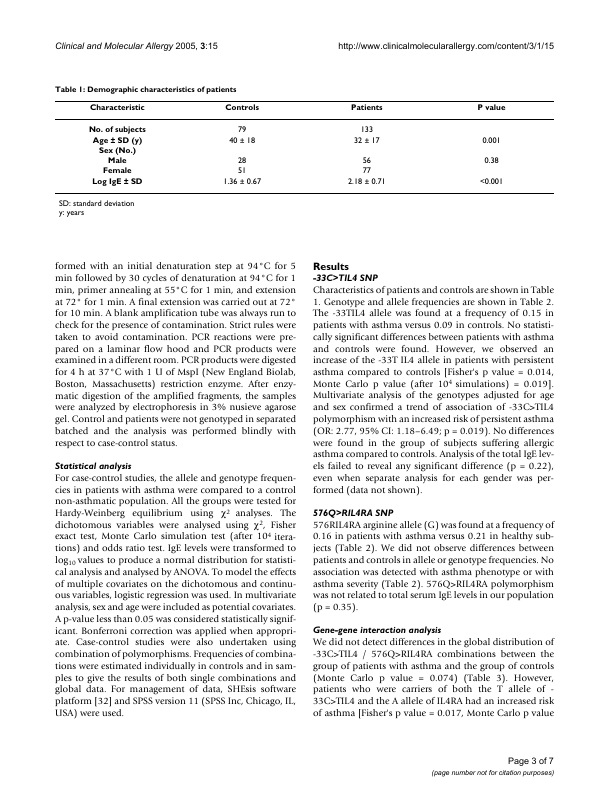 Clinical and Molecular Allergy 2005, 3:15
http://www.clinicalmolecularallergy.com/content/3/1/15
Table 1: Demographic characteristics of patients
Characteristic Controls Patients P value
No. of subjects 79 133
Age ± SD (y) 40 ± 18 32 ± 17 0.001
Sex (No.)
Male 28 56 0.38
Female 51 77
Log IgE ± SD 1.36 ± 0.67 2.18 ± 0.71 <0.001
SD: standard deviation
y: years
formed with an initial denaturation step at 94°C for 5
min followed by 30 cycles of denaturation at 94°C for 1
min, primer annealing at 55°C for 1 min, and extension
at 72° for 1 min. A final extension was carried out at 72°
for 10 min. A blank amplification tube was always run to
check for the presence of contamination. Strict rules were
taken to avoid contamination. PCR reactions were pre-
pared on a laminar flow hood and PCR products were
examined in a different room. PCR products were digested
for 4 h at 37°C with 1 U of MspI (New England Biolab,
Boston, Massachusetts) restriction enzyme. After enzy-
matic digestion of the amplified fragments, the samples
were analyzed by electrophoresis in 3% nusieve agarose
gel. Control and patients were not genotyped in separated
batched and the analysis was performed blindly with
respect to case-control status.
Statistical analysis
For case-control studies, the allele and genotype frequen-
cies in patients with asthma were compared to a control
non-asthmatic population. All the groups were tested for
Hardy-Weinberg equilibrium using χ2 analyses. The
dichotomous variables were analysed using χ2, Fisher
exact test, Monte Carlo simulation test (after 104 itera-
tions) and odds ratio test. IgE levels were transformed to
log10 values to produce a normal distribution for statisti-
cal analysis and analysed by ANOVA. To model the effects
of multiple covariates on the dichotomous and continu-
ous variables, logistic regression was used. In multivariate
analysis, sex and age were included as potential covariates.
A p-value less than 0.05 was considered statistically signif-
icant. Bonferroni correction was applied when appropri-
ate. Case-control studies were also undertaken using
combination of polymorphisms. Frequencies of combina-
tions were estimated individually in controls and in sam-
ples to give the results of both single combinations and
global data. For management of data, SHEsis software
platform [32] and SPSS version 11 (SPSS Inc, Chicago, IL,
USA) were used.
Results
-33C>TIL4 SNP
Characteristics of patients and controls are shown in Table
1. Genotype and allele frequencies are shown in Table 2.
The -33TIL4 allele was found at a frequency of 0.15 in
patients with asthma versus 0.09 in controls. No statisti-
cally significant differences between patients with asthma
and controls were found. However, we observed an
increase of the -33T IL4 allele in patients with persistent
asthma compared to controls [Fisher's p value = 0.014,
Monte Carlo p value (after 104 simulations) = 0.019].
Multivariate analysis of the genotypes adjusted for age
and sex confirmed a trend of association of -33C>TIL4
polymorphism with an increased risk of persistent asthma
(OR: 2.77, 95% CI: 1.18–6.49; p = 0.019). No differences
were found in the group of subjects suffering allergic
asthma compared to controls. Analysis of the total IgE lev-
els failed to reveal any significant difference (p = 0.22),
even when separate analysis for each gender was per-
formed (data not shown).
576Q>RIL4RA SNP
576RIL4RA arginine allele (G) was found at a frequency of
0.16 in patients with asthma versus 0.21 in healthy sub-
jects (Table 2). We did not observe differences between
patients and controls in allele or genotype frequencies. No
association was detected with asthma phenotype or with
asthma severity (Table 2). 576Q>RIL4RA polymorphism
was not related to total serum IgE levels in our population
(p = 0.35).
Gene-gene interaction analysis
We did not detect differences in the global distribution of
-33C>TIL4 / 576Q>RIL4RA combinations between the
group of patients with asthma and the group of controls
(Monte Carlo p value = 0.074) (Table 3). However,
patients who were carriers of both the T allele of -
33C>TIL4 and the A allele of IL4RA had an increased risk
of asthma [Fisher's p value = 0.017, Monte Carlo p value
Page 3 of 7
(page number not for citation purposes)